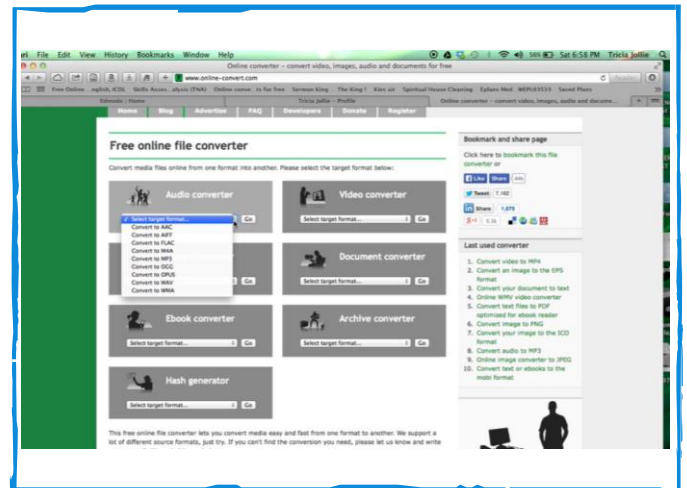 File Edit View History Bookmarks Window Help
56% Sat 6:58 PM Tricia Jollie
Online converter – convert video, images, audio and documents for free
www.online-convert.com
Reader
Edmodo | Home
Tricia Jollie – Profile
Online converter – convert video, images, audio and docume...
Home Blog Advertise FAQ Developers Donate Register
Free online file converter
Convert media files online from one format into another. Please select the target format below:
Audio converter
Select target format... Go
Convert to AAC
Convert to AIFF
Convert to FLAC
Convert to M4A
Convert to MP3
Convert to OGG
Convert to OPUS
Convert to WAV
Convert to WMA
Video converter
Select target format... Go
Go
Document converter
Select target format... Go
Ebook converter
Select target format... Go
Archive converter
Select target format... Go
Hash generator
Select target format... Go
This free online file converter lets you convert media easy and fast from one format to another. We support a
lot of different source formats, just try. If you can't find the conversion you need, please let us know and write
Bookmark and share page
Click here to bookmark this file
converter or
Like Share
Tweet 7,102
Share 1,075
Last used converter
1. Convert video to MP4
2. Convert an image to the EPS
format
3. Convert your document to text
4. Online WMV video converter
5. Convert text files to PDF
optimized for ebook reader
6. Convert image to PNG
7. Convert your image to the ICO
format
8. Convert audio to MP3
9. Online image converter to JPEG
10. Convert text or ebooks to the
mobi format